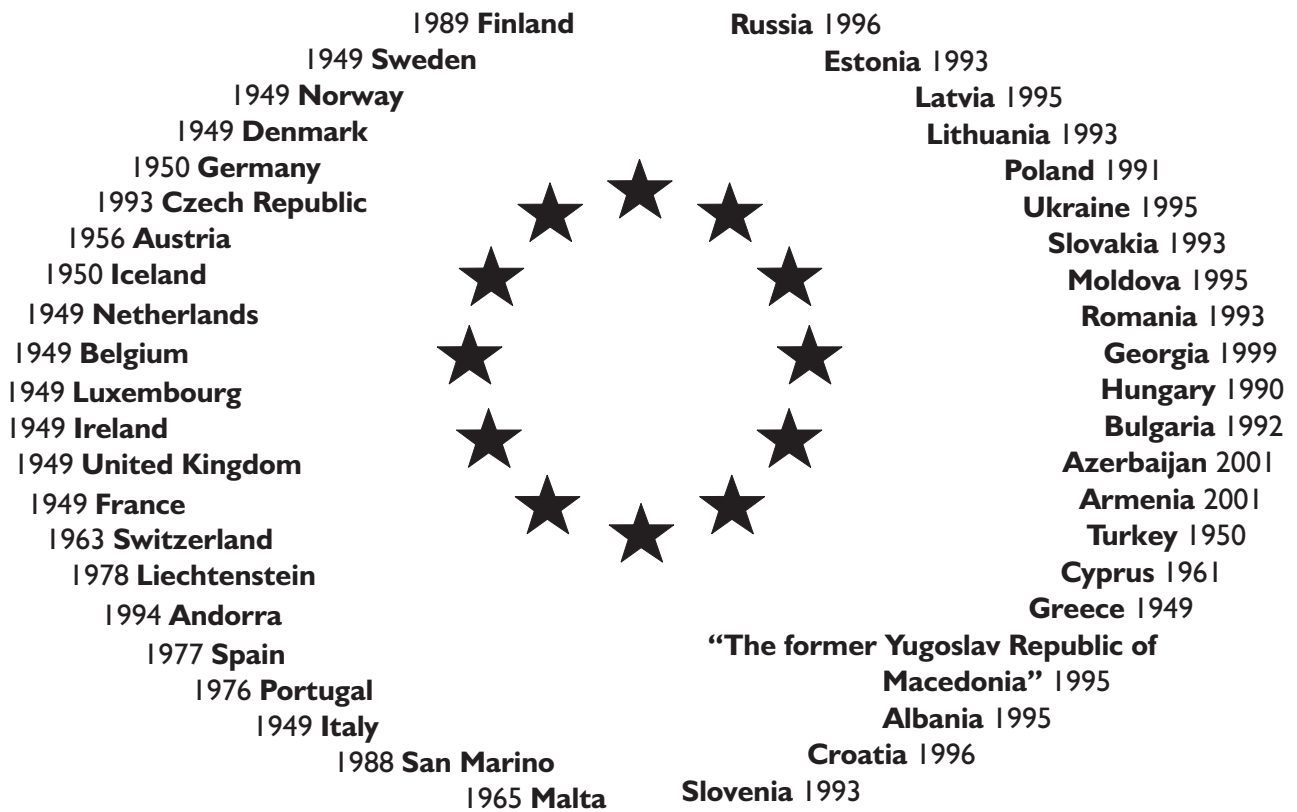 1989 Finland
1949 Sweden
1949 Norway
1949 Denmark
1950 Germany
1993 Czech Republic
1956 Austria
1950 Iceland
1949 Netherlands
1949 Belgium
1949 Luxembourg
1949 Ireland
1949 United Kingdom
1949 France
1963 Switzerland
1978 Liechtenstein
1994 Andorra
1977 Spain
1976 Portugal
1949 Italy
1988 San Marino
1965 Malta
Russia 1996
Estonia 1993
Latvia 1995
Lithuania 1993
Poland 1991
Ukraine 1995
Slovakia 1993
Moldova 1995
Romania 1993
Georgia 1999
Hungary 1990
Bulgaria 1992
Azerbaijan 2001
Armenia 2001
Turkey 1950
Cyprus 1961
Greece 1949
“The former Yugoslav Republic of
Macedonia” 1995
Albania 1995
Croatia 1996
Slovenia 1993